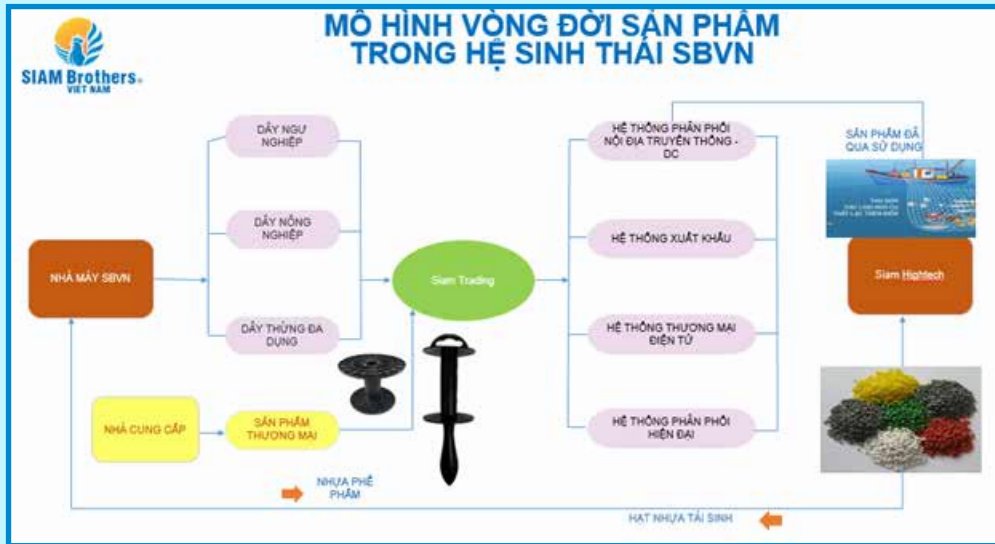 MÔ HÌNH VÒNG ĐỜI SẢN PHẨM
TRONG HỆ SINH THÁI SBVN
SIAM Brothers®
VIỆT NAM
DÂY NGƯ
NGHIỆP
DÂY NÔNG
NGHIỆP
DÂY THỪNG ĐA
DỤNG
NHÀ MÁY SBVN
NHÀ CUNG CẤP
SẢN PHẨM
THƯƠNG MẠI
Siam Trading
HỆ THỐNG PHÂN PHỐI
NỘI ĐỊA TRUYỀN THỐNG -
DC
HỆ THỐNG XUẤT KHẨU
HỆ THỐNG THƯƠNG MẠI
ĐIỆN TỬ
HỆ THỐNG PHÂN PHỐI
HIỆN ĐẠI
SẢN PHẨM ĐÃ
QUA SỬ DỤNG
Siam Hightech
NHỰA PHẾ
PHẨM
HẠT NHỰA TÁI SINH